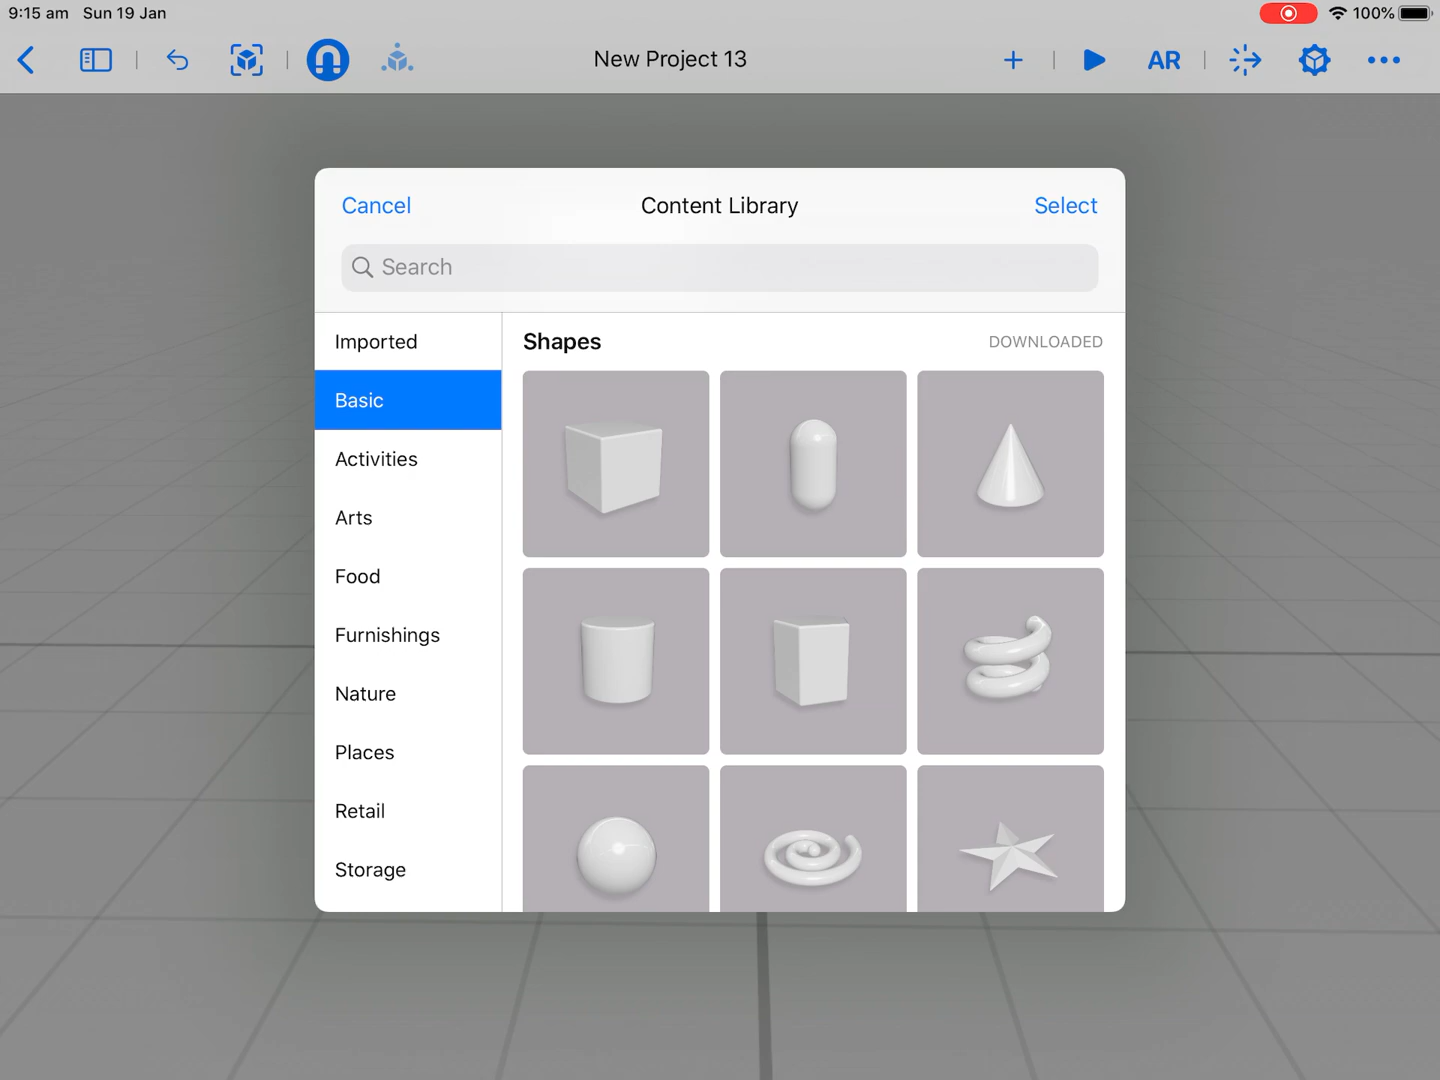 9:15 am Sun 19 Jan
100%
New Project 13
AR
Cancel
Content Library
Select
Search
Imported
Basic
Activities
Arts
Food
Furnishings
Nature
Places
Retail
Storage
Shapes
DOWNLOADED